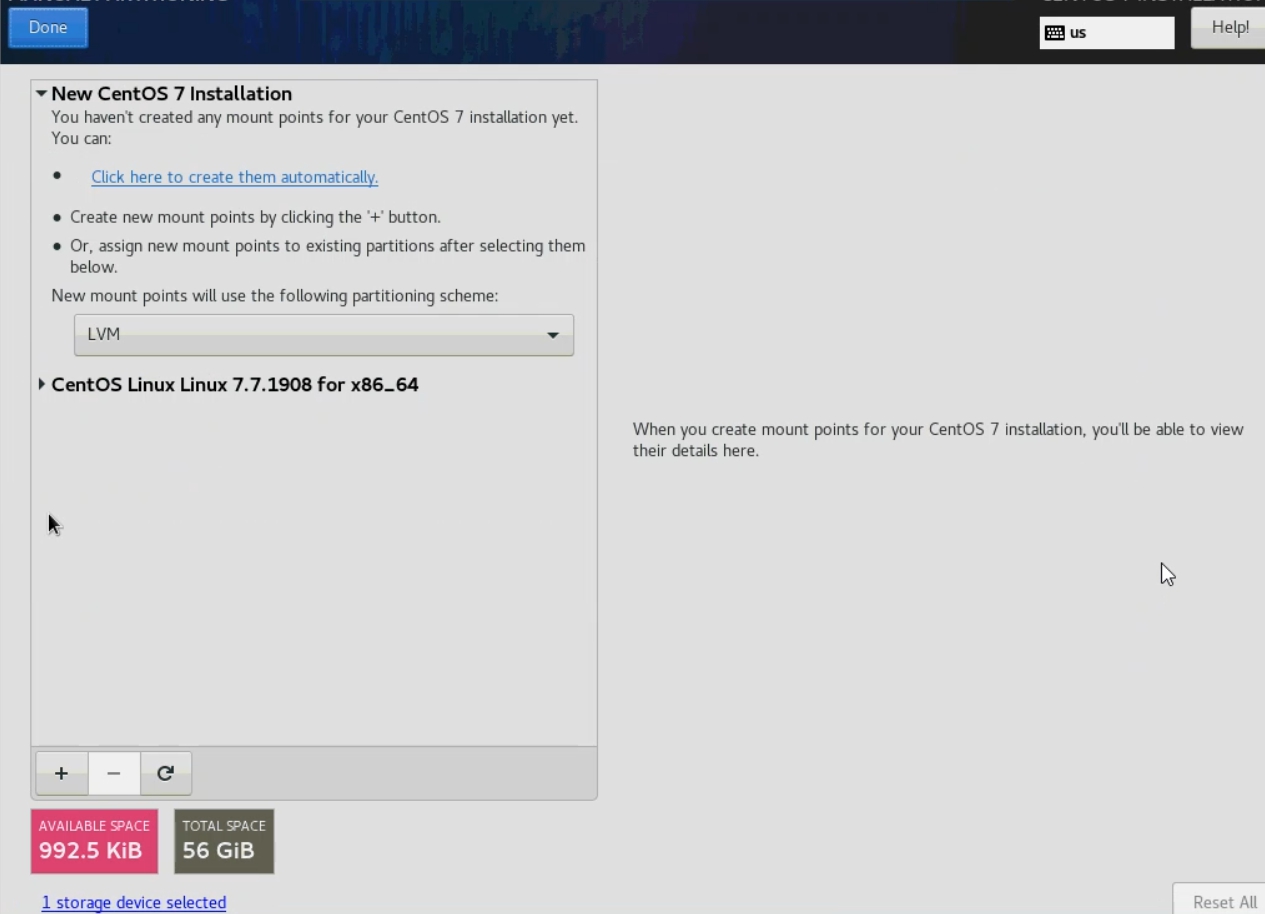 Done
us
Help!
New CentOS 7 Installation
You haven't created any mount points for your CentOS 7 installation yet.
You can:
• Click here to create them automatically.
• Create new mount points by clicking the '+' button.
• Or, assign new mount points to existing partitions after selecting them
below.
New mount points will use the following partitioning scheme:
LVM
CentOS Linux Linux 7.7.1908 for x86_64
When you create mount points for your CentOS 7 installation, you'll be able to view
their details here.
+ −
AVAILABLE SPACE
992.5 KiB
TOTAL SPACE
56 GiB
1 storage device selected
Reset All